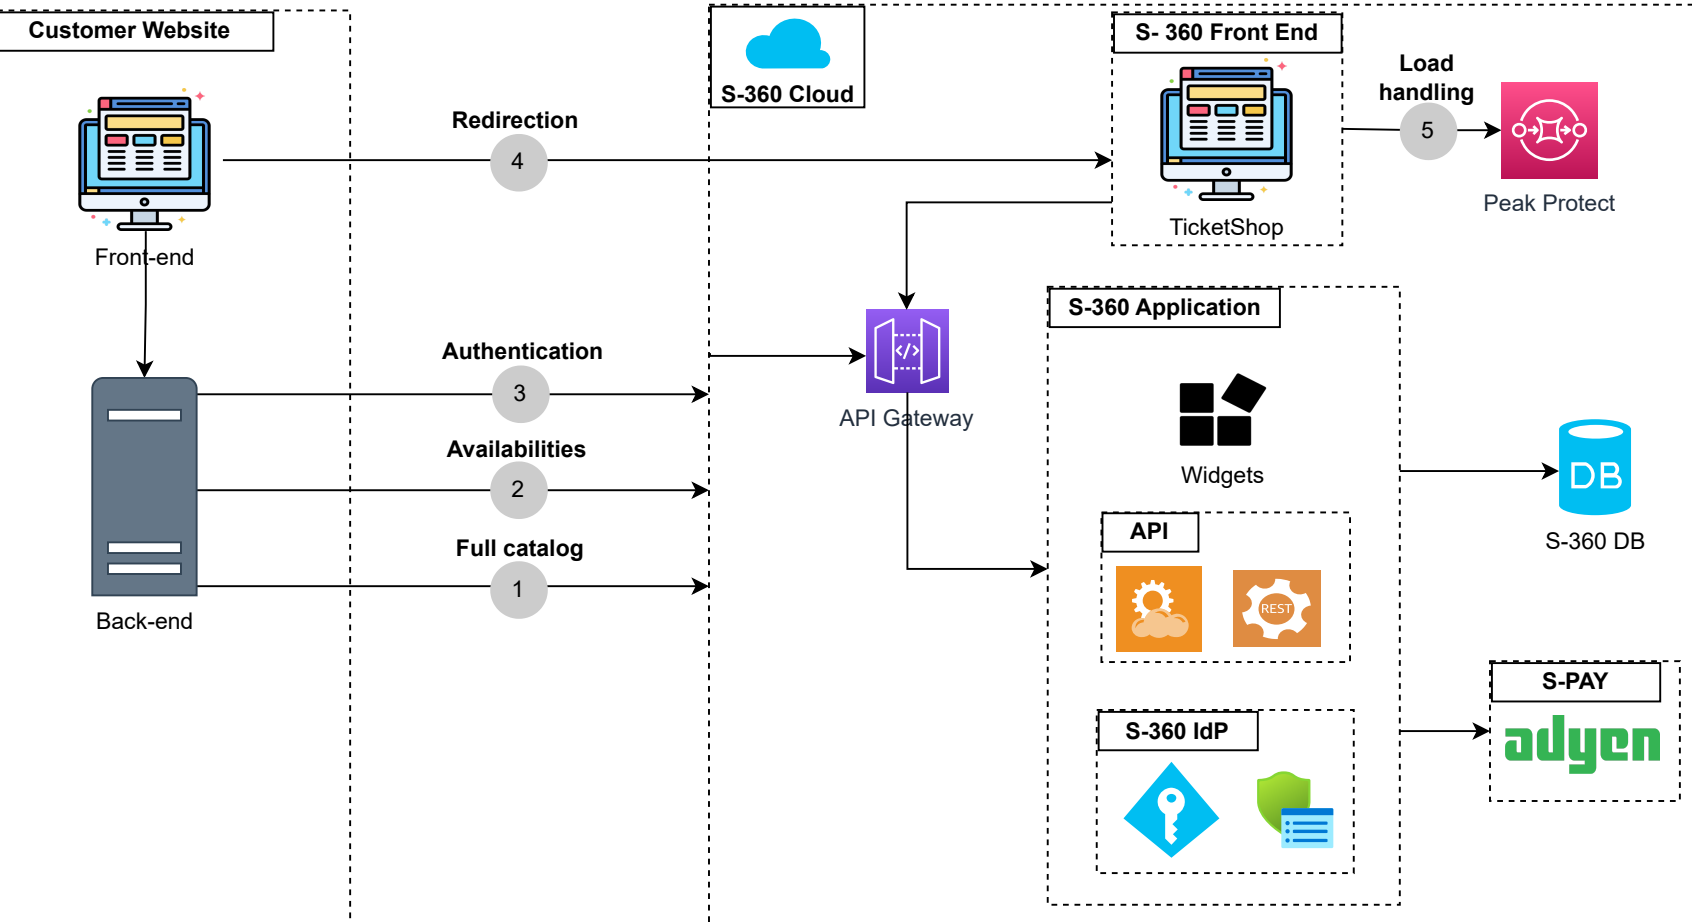 Customer Website
S-360 Cloud
S- 360 Front End
Load
handling
5
Redirection
4
Peak Protect
TicketShop
Front-end
S-360 Application
Authentication
3
</>
API Gateway
Availabilities
2
Widgets
DB
S-360 DB
API
Full catalog
1
REST
Back-end
S-PAY
adyen
S-360 IdP